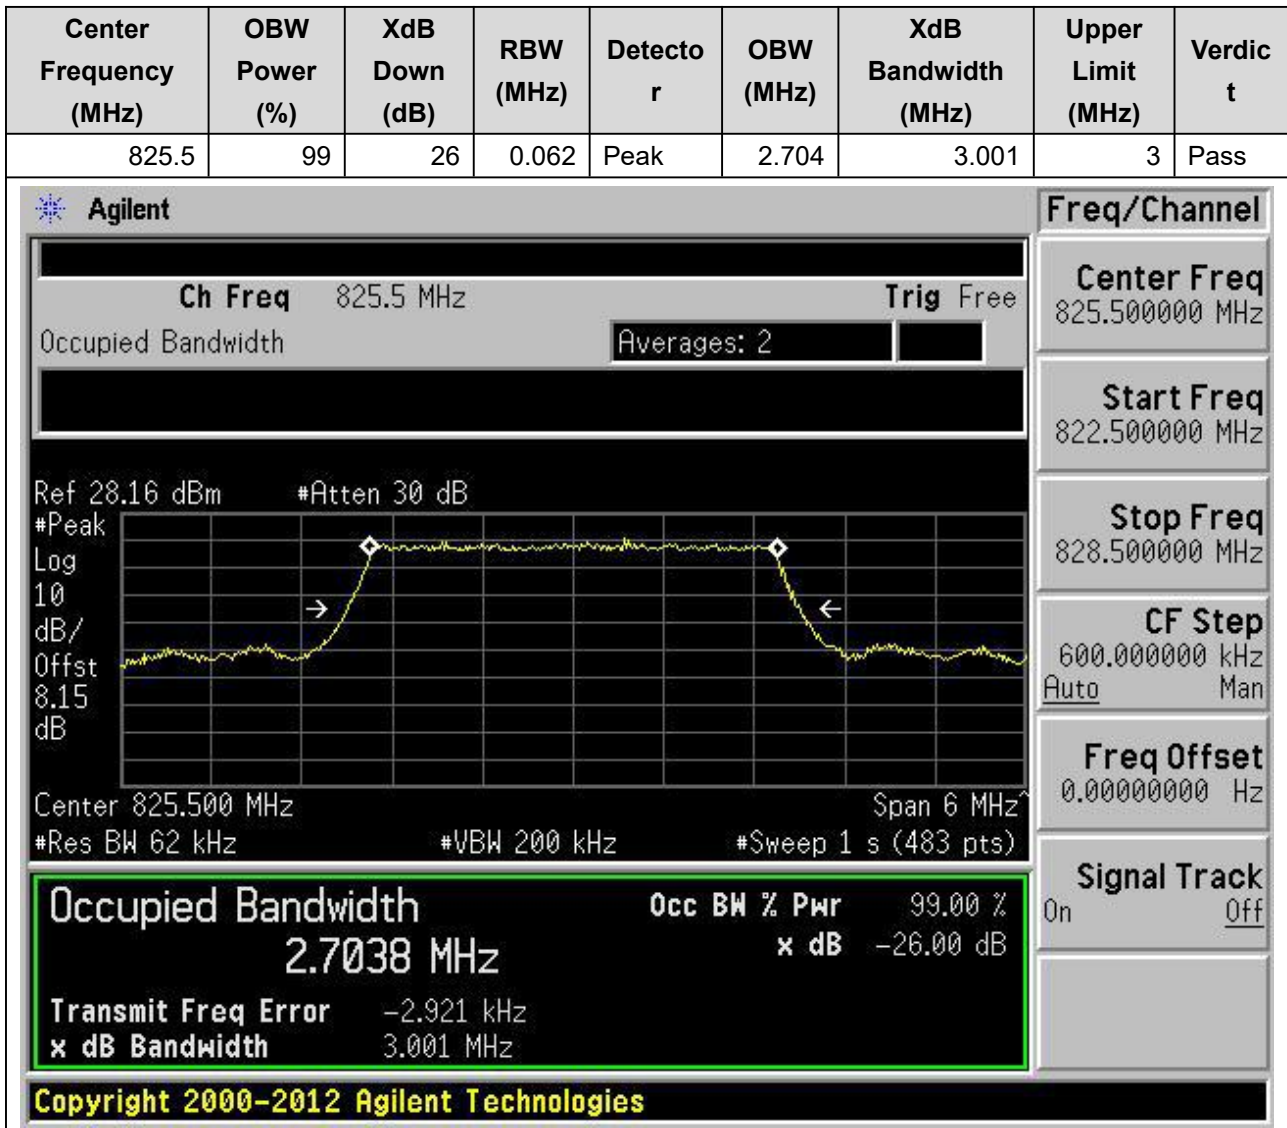 Center
Frequency
(MHz)
OBW
Power
(%)
XdB
Down
(dB)
RBW
(MHz)
Detecto
r
OBW
(MHz)
XdB
Bandwidth
(MHz)
Upper
Limit
(MHz)
Verdic
t
825.5 99 26 0.062 Peak 2.704 3.001 3 Pass
Agilent
Ch Freq 825.5 MHz Trig Free
Occupied Bandwidth Averages: 2
Ref 28.16 dBm #Atten 30 dB
#Peak
Log
10
dB/
Offst
8.15
dB
Center 825.500 MHz Span 6 MHz^
#Res BW 62 kHz #VBW 200 kHz #Sweep 1 s (483 pts)
Occupied Bandwidth Occ BW % Pwr 99.00 %
2.7038 MHz x dB -26.00 dB
Transmit Freq Error -2.921 kHz
x dB Bandwidth 3.001 MHz
Copyright 2000-2012 Agilent Technologies
Freq/Channel
Center Freq
825.500000 MHz
Start Freq
822.500000 MHz
Stop Freq
828.500000 MHz
CF Step
600.000000 kHz
Auto Man
Freq Offset
0.00000000 Hz
Signal Track
On Off